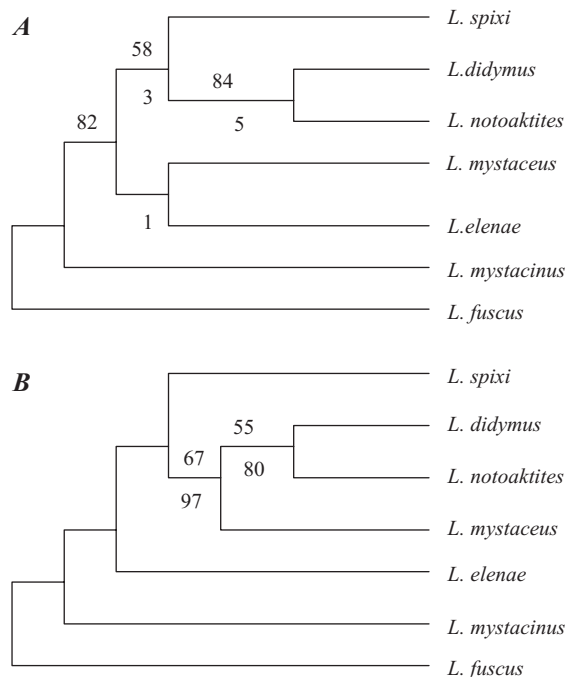 A
L. spixi
58
84
L.didymus
3
82
5
L. notoaktites
L. mystaceus
1
L.elenae
L. mystacinus
L. fuscus
B
L. spixi
55
L. didymus
67
80
L. notoaktites
97
L. mystaceus
L. elenae
L. mystacinus
L. fuscus